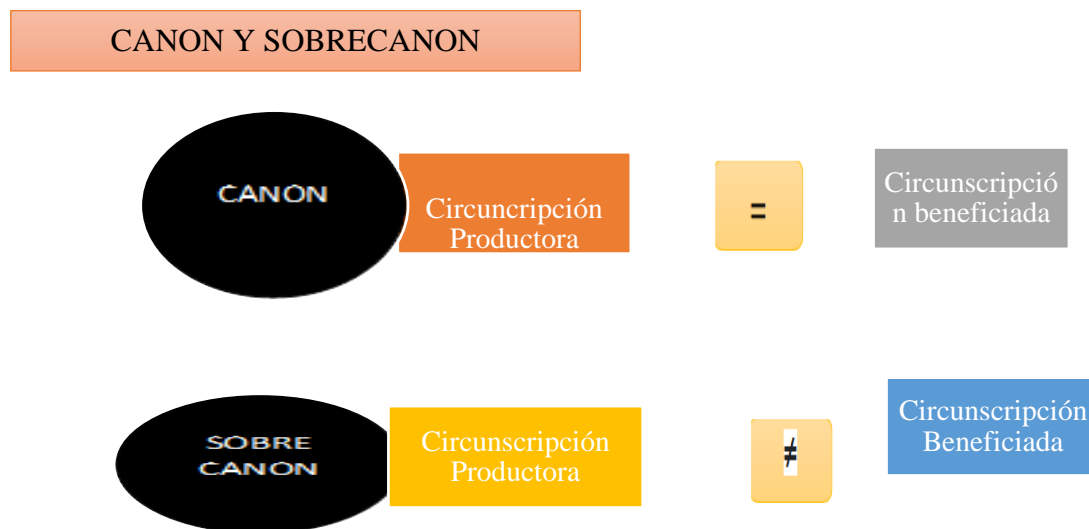 CANON Y SOBRECANON
CANON
Circuncripción
Productora
=
Circunscripció
n beneficiada
SOBRE
CANON
Circunscripción
Productora
≠
Circunscripción
Beneficiada